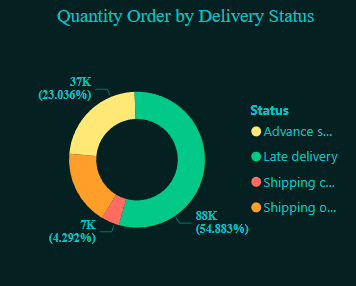 Quantity Order by Delivery Status
37K
(23.036%)
Status
Advance s...
Late delivery
Shipping c...
Shipping o...
7K
(4.292%)
88K
(54.883%)